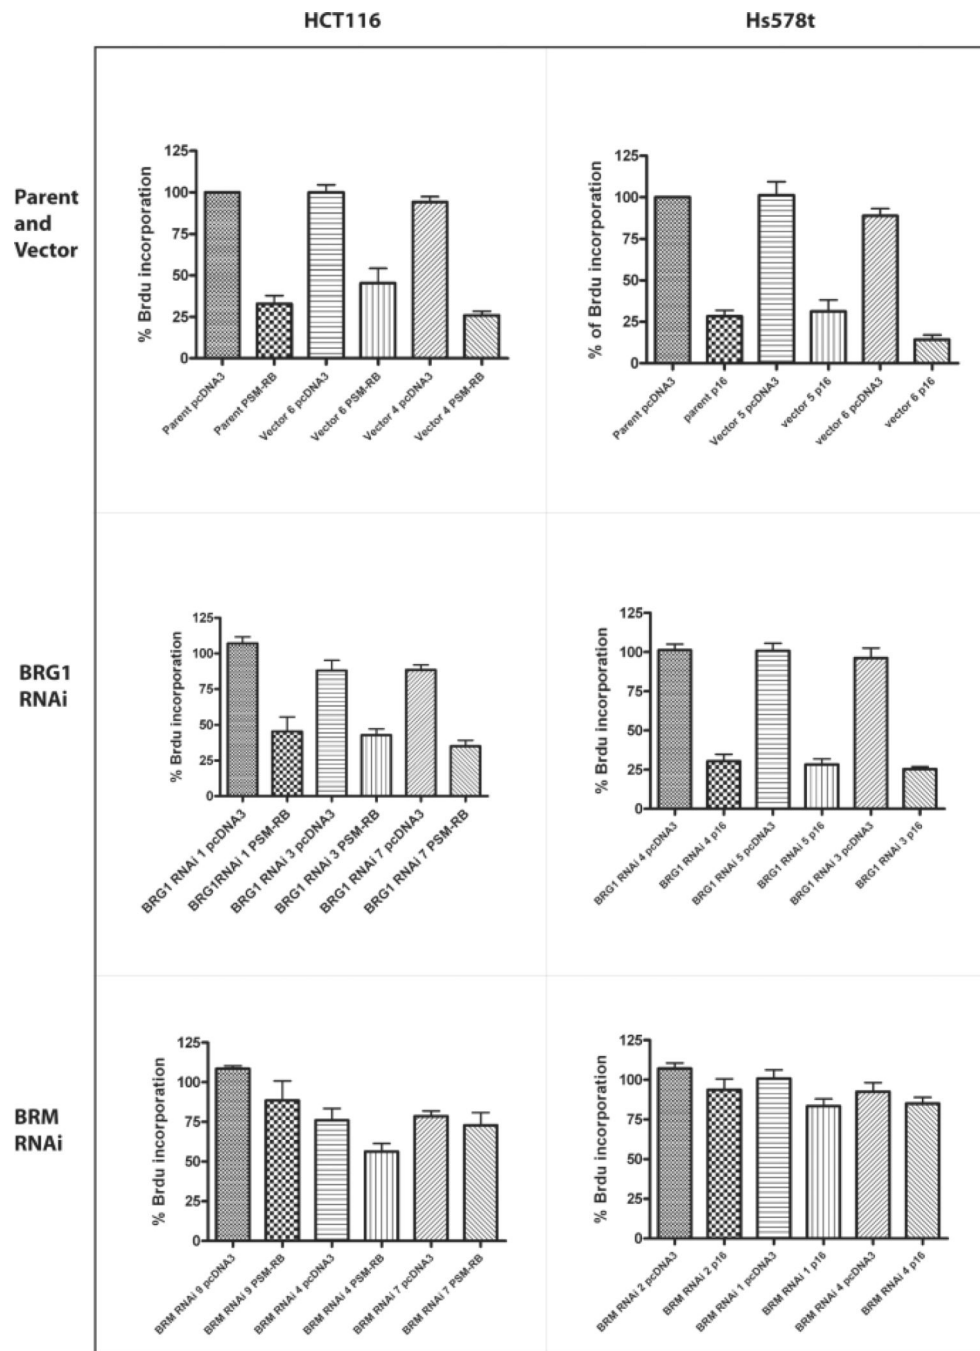 HCT116
Hs578t
Parent
and
Vector
% Brdu incorporation
125
100
75
50
25
0
Parent pcDNA3
Parent PSM-RB
Vector 6 pcDNA3
Vector 6 PSM-RB
Vector 4 pcDNA3
Vector 4 PSM-RB
% of Brdu incorporation
125
100
75
50
25
0
Parent pcDNA3
parent p16
Vector 5 pcDNA3
vector 5 p16
vector 6 pcDNA3
vector 6 p16
BRG1
RNAi
% Brdu incorporation
125
100
75
50
25
0
BRG1 RNAi 1 pcDNA3
BRG1RNAi 1 PSM-RB
BRG1 RNAi 3 pcDNA3
BRG1 RNAi 3 PSM-RB
BRG1 RNAi 7 pcDNA3
BRG1 RNAi 7 PSM-RB
% Brdu incorporation
125
100
75
50
25
0
BRG1 RNAi 4 pcDNA3
BRG1 RNAi 4 p16
BRG1 RNAi 5 pcDNA3
BRG1 RNAi 5 p16
BRG1 RNAi 3 pcDNA3
BRG1 RNAi 3 p16
BRM
RNAi
% Brdu incorporation
125
100
75
50
25
0
BRM RNAi 9 pcDNA3
BRM RNAi 9 PSM-RB
BRM RNAi 4 pcDNA3
BRM RNAi 4 PSM-RB
BRM RNAi 7 pcDNA3
BRM RNAi 7 PSM-RB
% Brdu incorporation
125
100
75
50
25
0
BRM RNAi 2 pcDNA3
BRM RNAi 2 p16
BRM RNAi 1 pcDNA3
BRM RNAi 1 p16
BRM RNAi 4 pcDNA3
BRM RNAi 4 p16